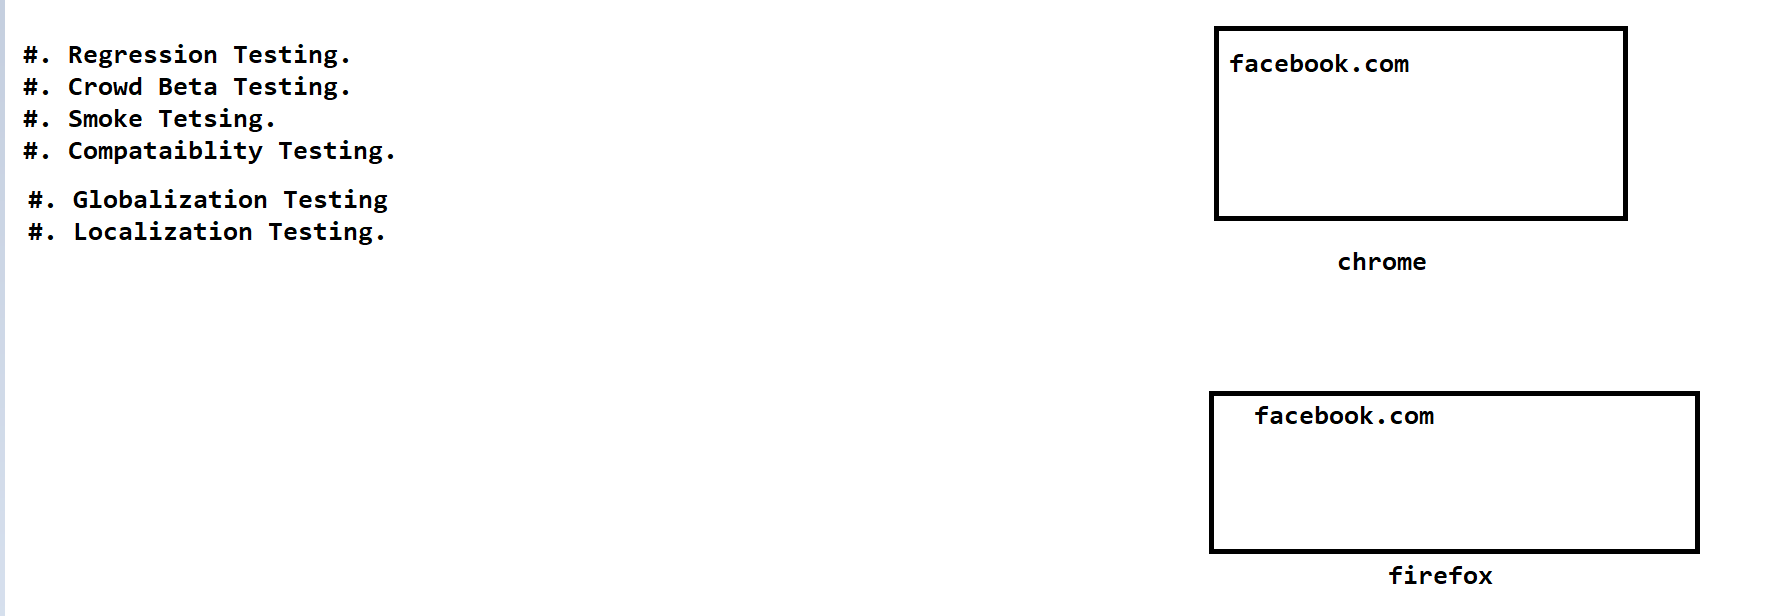 #. Regression Testing.
#. Crowd Beta Testing.
#. Smoke Tetsing.
#. Compataiblity Testing.
#. Globalization Testing
#. Localization Testing.
facebook.com
chrome
facebook.com
firefox